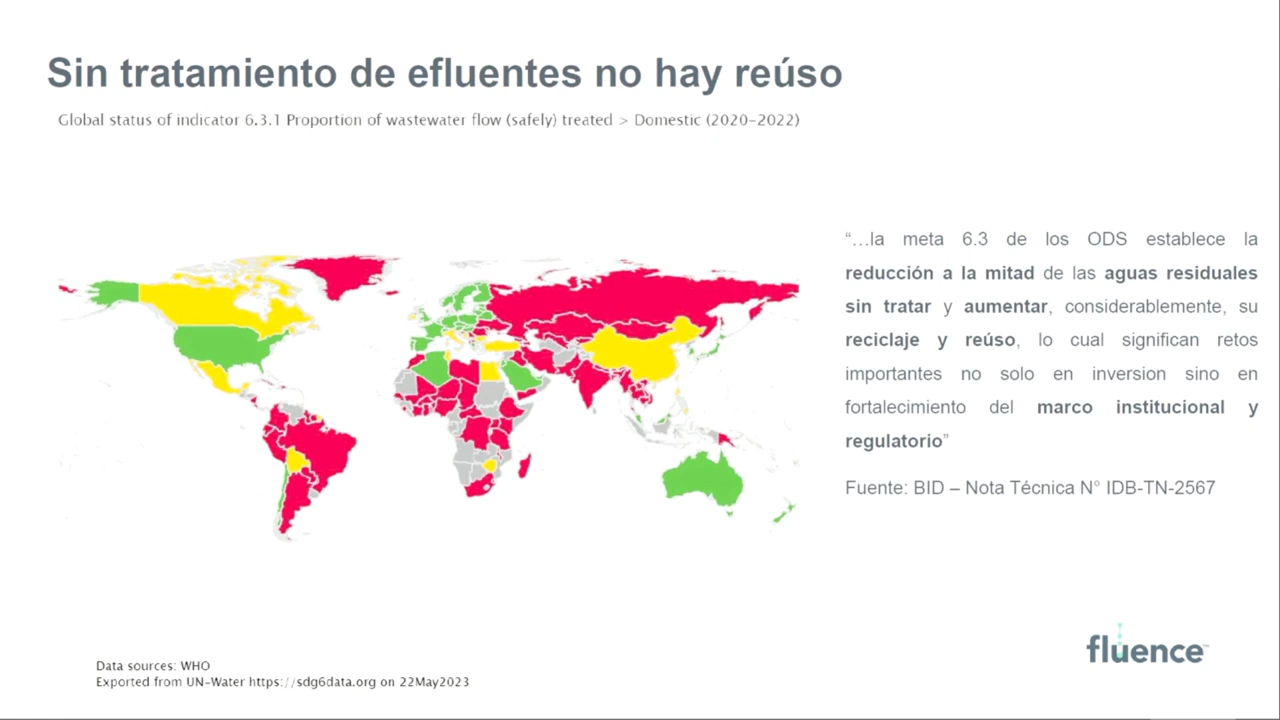 Sin tratamiento de efluentes no hay reúso
Global status of indicator 6.3.1 Proportion of wastewater flow (safely) treated > Domestic (2020-2022)
“…la meta 6.3 de los ODS establece la
reducción a la mitad de las aguas residuales
sin tratar y aumentar, considerablemente, su
reciclaje y reúso, lo cual significan retos
importantes no solo en inversion sino en
fortalecimiento del marco institucional y
regulatorio”
Fuente: BID – Nota Técnica N° IDB-TN-2567
fluence™
Data sources: WHO
Exported from UN-Water https://sdg6data.org on 22May2023